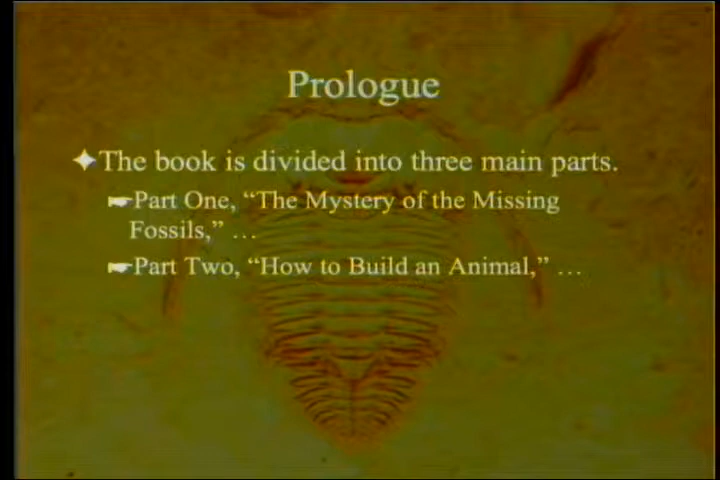 Prologue
The book is divided into three main parts.
Part One, “The Mystery of the Missing
Fossils,” …
Part Two, “How to Build an Animal,” …